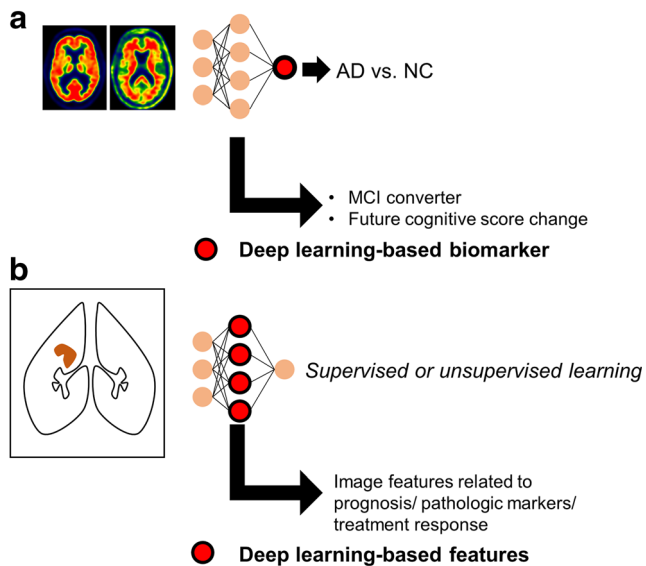 a
AD vs. NC
• MCI converter
• Future cognitive score change
Deep learning-based biomarker
b
Supervised or unsupervised learning
Image features related to
prognosis/ pathologic markers/
treatment response
Deep learning-based features